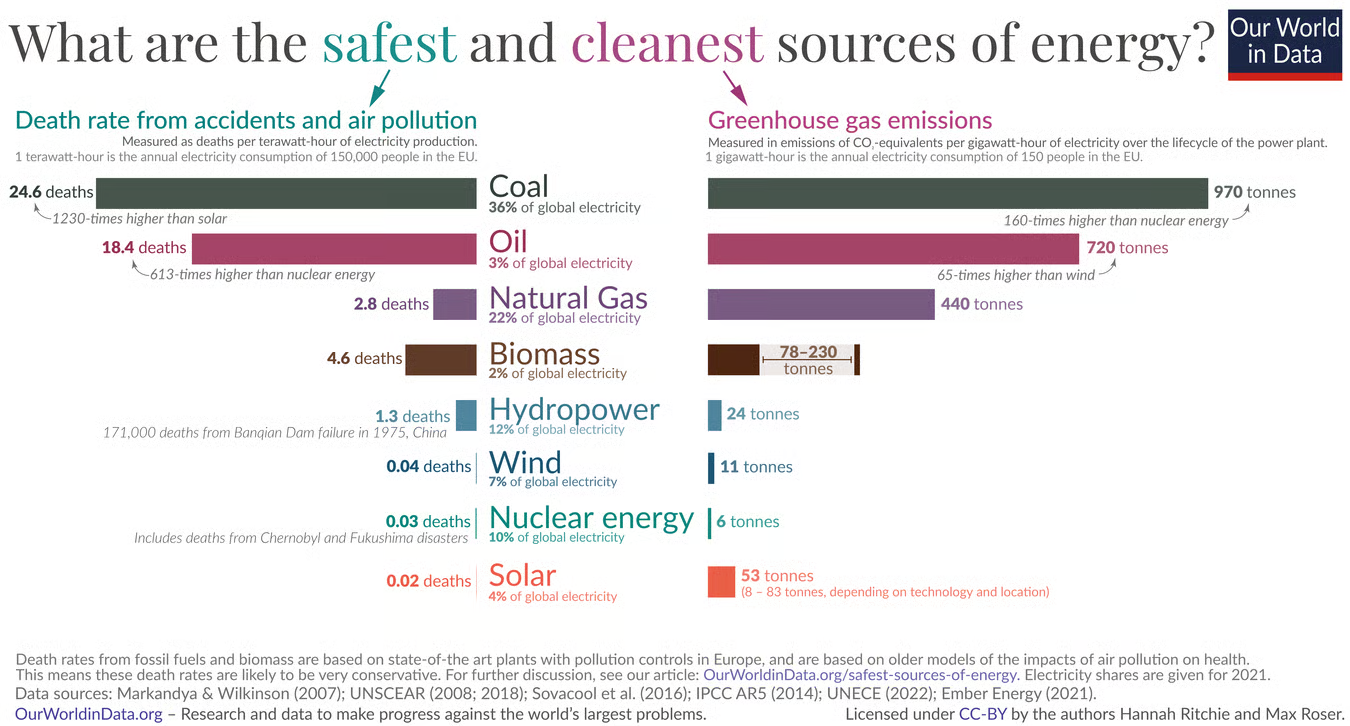 What are the safest and cleanest sources of energy?
Our World
in Data
Death rate from accidents and air pollution
Measured as deaths per terawatt-hour of electricity production.
1 terawatt-hour is the annual electricity consumption of 150,000 people in the EU.
Greenhouse gas emissions
Measured in emissions of CO₂-equivalents per gigawatt-hour of electricity over the lifecycle of the power plant.
1 gigawatt-hour is the annual electricity consumption of 150 people in the EU.
24.6 deaths
1230-times higher than solar
Coal
36% of global electricity
970 tonnes
160-times higher than nuclear energy
18.4 deaths
613-times higher than nuclear energy
Oil
3% of global electricity
720 tonnes
65-times higher than wind
2.8 deaths
Natural Gas
22% of global electricity
440 tonnes
4.6 deaths
Biomass
2% of global electricity
78–230
tonnes
1.3 deaths
171,000 deaths from Banqian Dam failure in 1975, China
Hydropower
12% of global electricity
24 tonnes
0.04 deaths
Wind
7% of global electricity
11 tonnes
0.03 deaths
Includes deaths from Chernobyl and Fukushima disasters
Nuclear energy
10% of global electricity
6 tonnes
0.02 deaths
Solar
4% of global electricity
53 tonnes
(8 – 83 tonnes, depending on technology and location)
Death rates from fossil fuels and biomass are based on state-of-the art plants with pollution controls in Europe, and are based on older models of the impacts of air pollution on health.
This means these death rates are likely to be very conservative. For further discussion, see our article: OurWorldinData.org/safest-sources-of-energy. Electricity shares are given for 2021.
Data sources: Markandya & Wilkinson (2007); UNSCEAR (2008; 2018); Sovacool et al. (2016); IPCC AR5 (2014); UNECE (2022); Ember Energy (2021).
OurWorldinData.org – Research and data to make progress against the world's largest problems.
Licensed under CC-BY by the authors Hannah Ritchie and Max Roser.